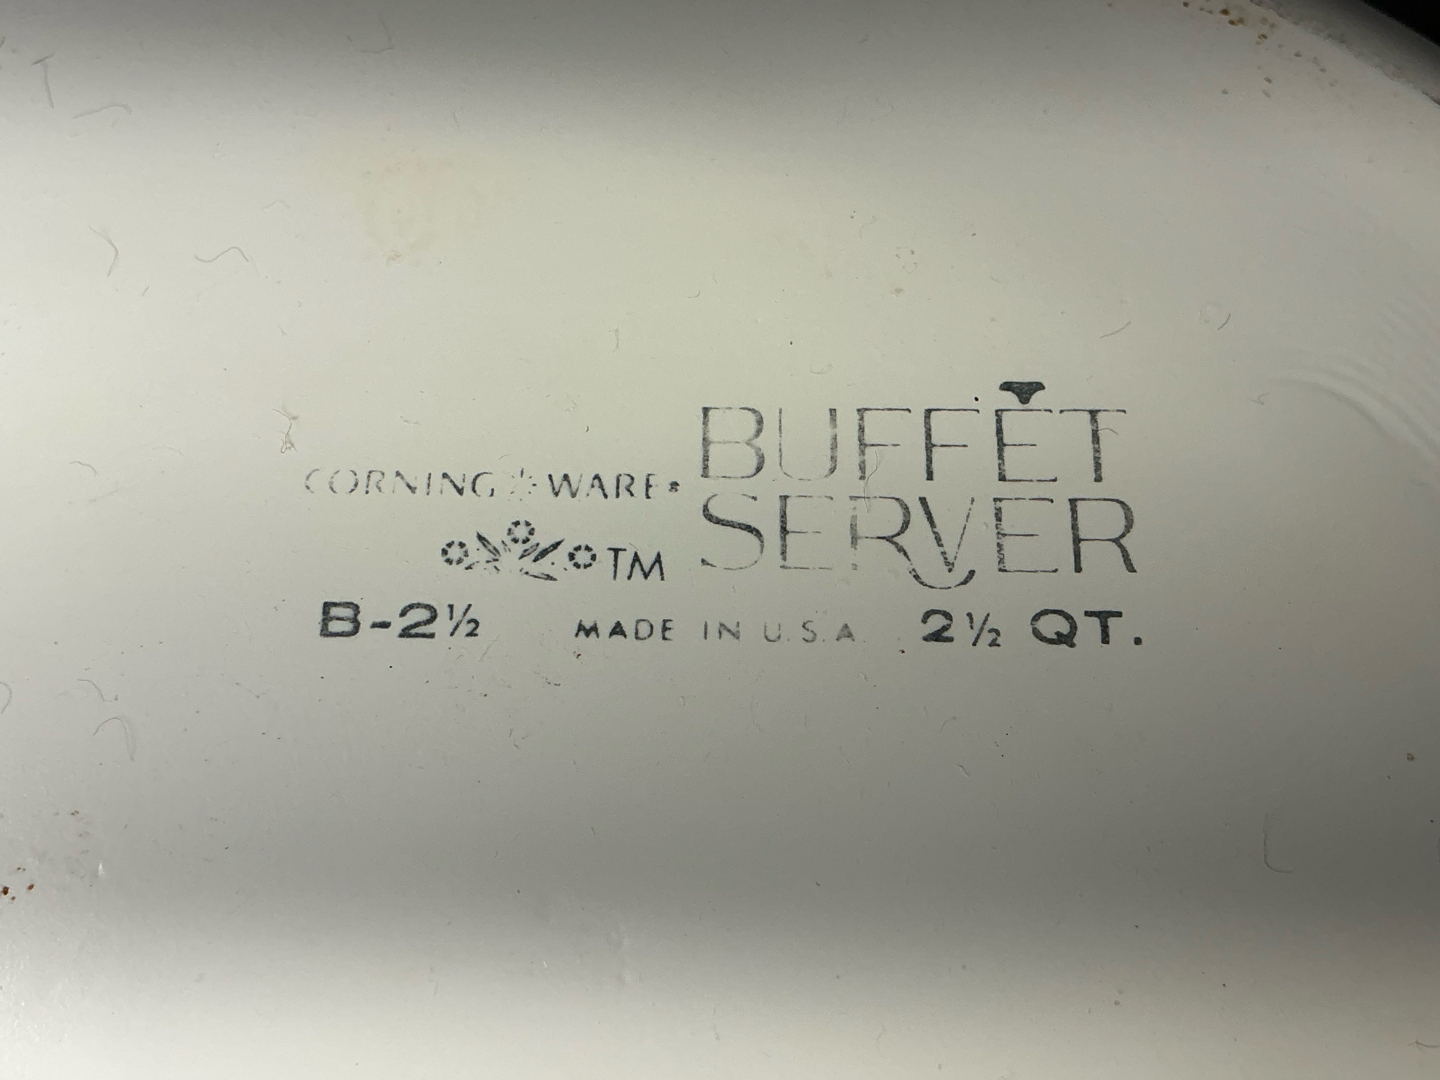 BUFFET
CORNING WARE®
SERVER
TM
B-2½ MADE IN U.S.A. 2½ QT.